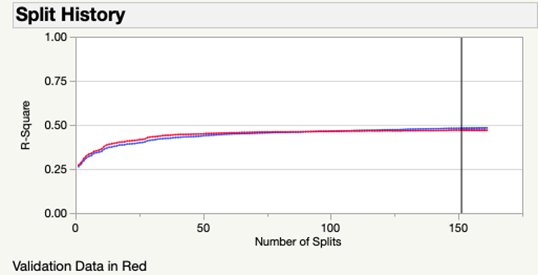 Split History
1.00
0.75
0.50
0.25
0.00
R-Square
0 50 100 150
Number of Splits
Validation Data in Red